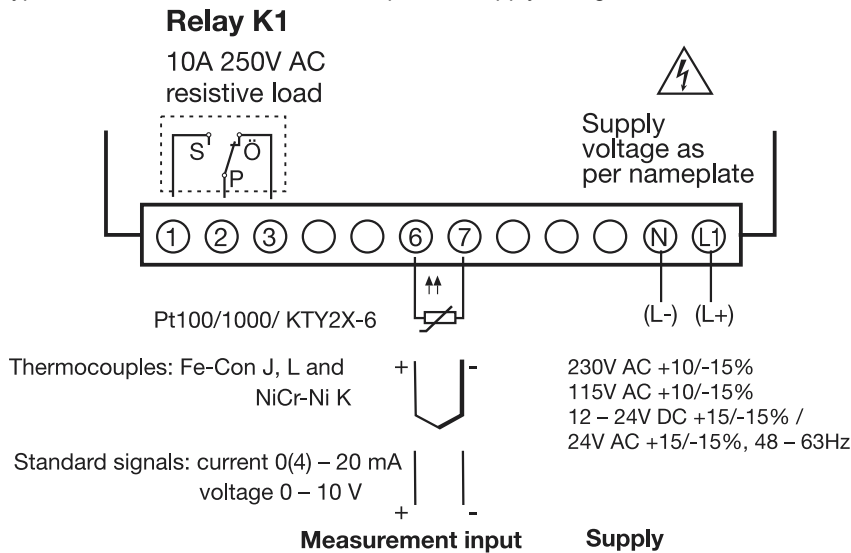 Relay K1
10A 250V AC
resistive load
S Ö
P
Supply
voltage as
per nameplate
1 2 3 6 7 N L1
Pt100/1000/ KTY2X-6
(L-) (L+)
Thermocouples: Fe-Con J, L and
NiCr-Ni K
+ -
230V AC +10/-15%
115V AC +10/-15%
12 – 24V DC +15/-15% /
24V AC +15/-15%, 48 – 63Hz
Standard signals: current 0(4) – 20 mA
voltage 0 – 10 V
+ -
Measurement input Supply